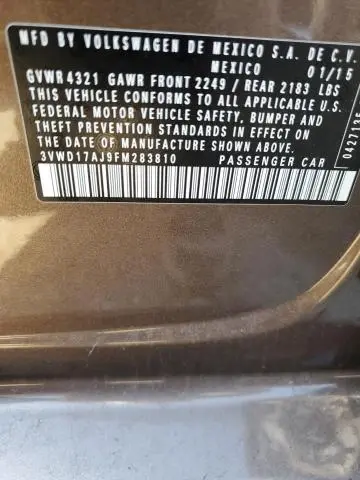 MFD BY VOLKSWAGEN DE MEXICO S.A. DE C.V.
MEXICO 01/15
GVWR 4321 GAWR FRONT 2249 / REAR 2183 LBS
THIS VEHICLE CONFORMS TO ALL APPLICABLE U.S.
FEDERAL MOTOR VEHICLE SAFETY, BUMPER AND
THEFT PREVENTION STANDARDS IN EFFECT ON
THE DATE OF MANUFACTURE SHOWN ABOVE.
3VWD17AJ9FM283810 PASSENGER CAR